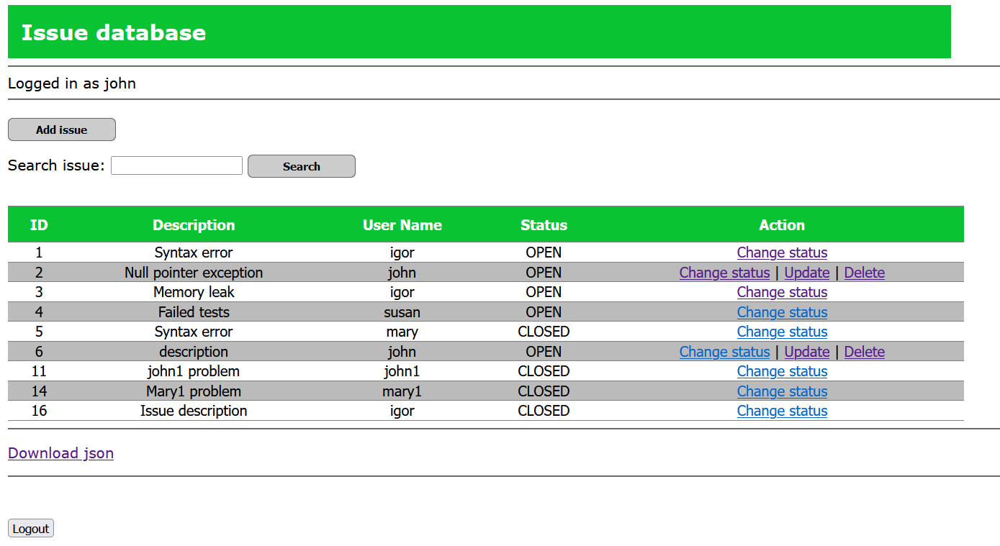 Issue database
Logged in as john
Add issue
Search issue: Search
ID Description User Name Status Action
1 Syntax error igor OPEN Change status
2 Null pointer exception john OPEN Change status | Update | Delete
3 Memory leak igor OPEN Change status
4 Failed tests susan OPEN Change status
5 Syntax error mary CLOSED Change status
6 description john OPEN Change status | Update | Delete
11 john1 problem john1 CLOSED Change status
14 Mary1 problem mary1 CLOSED Change status
16 Issue description igor CLOSED Change status
Download json
Logout